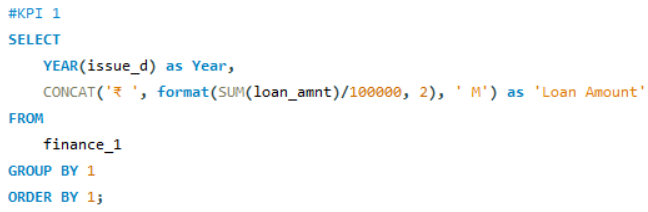 #KPI 1
SELECT
YEAR(issue_d) as Year,
CONCAT('₹ ', format(SUM(loan_amnt)/100000, 2), ' M') as 'Loan Amount'
FROM
finance_1
GROUP BY 1
ORDER BY 1;